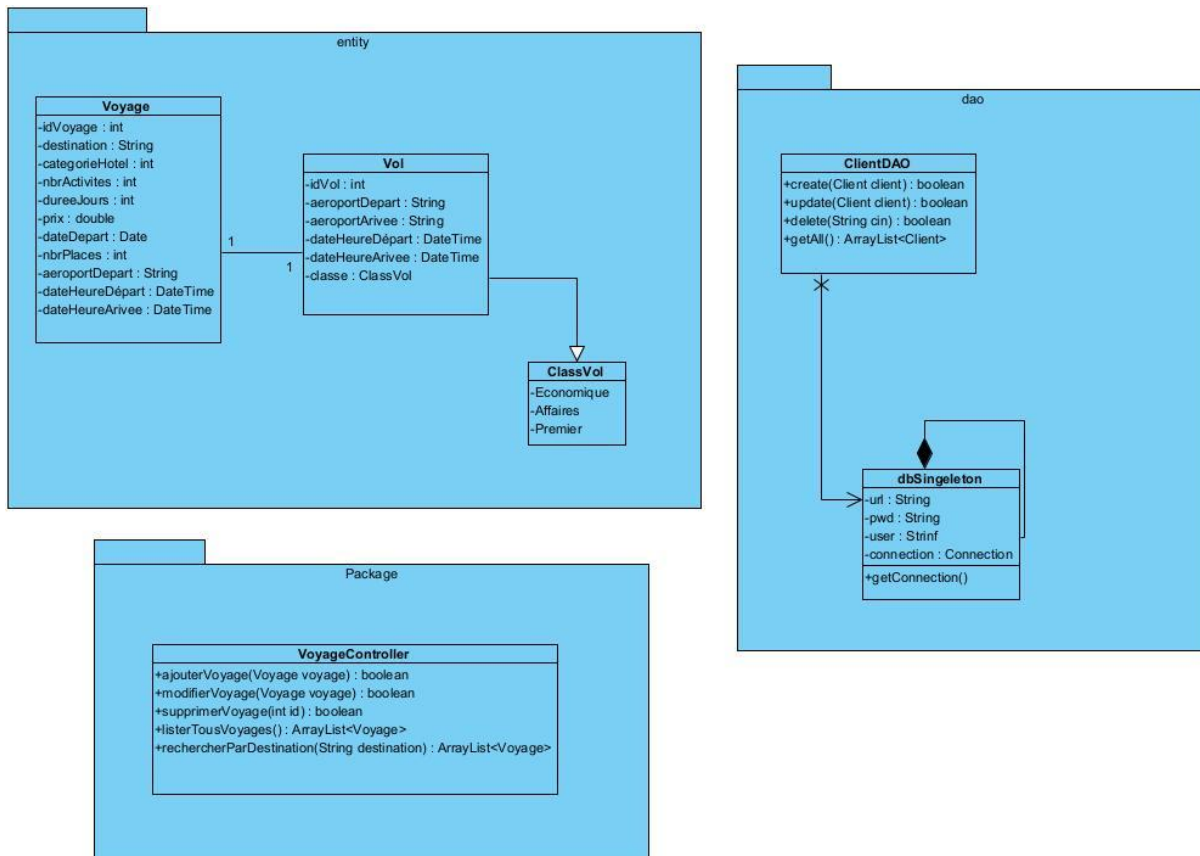 entity
Voyage
-idVoyage : int
-destination : String
-categorieHotel : int
-nbrActivites : int
-dureeJours : int
-prix : double
-dateDepart : Date
-nbrPlaces : int
-aeroportDepart : String
-dateHeureDépart : DateTime
-dateHeureArivee : DateTime
1
1
Vol
-idVol : int
-aeroportDepart : String
-aeroportArivee : String
-dateHeureDépart : DateTime
-dateHeureArivee : DateTime
-classe : ClassVol
ClassVol
-Economique
-Affaires
-Premier
dao
ClientDAO
+create(Client client) : boolean
+update(Client client) : boolean
+delete(String cin) : boolean
+getAll() : ArrayList<Client>
dbSingeleton
-url : String
-pwd : String
-user : Strinf
-connection : Connection
+getConnection()
Package
VoyageController
+ajouterVoyage(Voyage voyage) : boolean
+modifierVoyage(Voyage voyage) : boolean
+supprimerVoyage(int id) : boolean
+listerTousVoyages() : ArrayList<Voyage>
+rechercherParDestination(String destination) : ArrayList<Voyage>